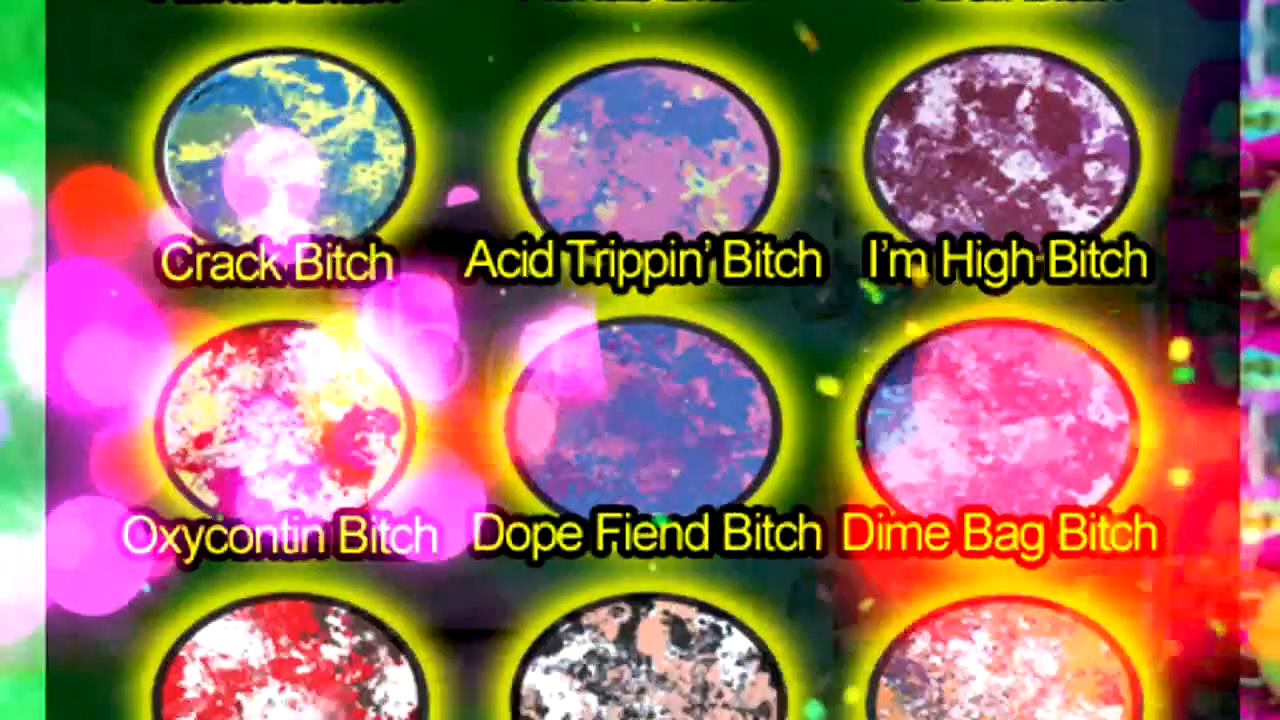 Crack Bitch
Acid Trippin' Bitch
I'm High Bitch
Oxycontin Bitch
Dope Fiend Bitch
Dime Bag Bitch